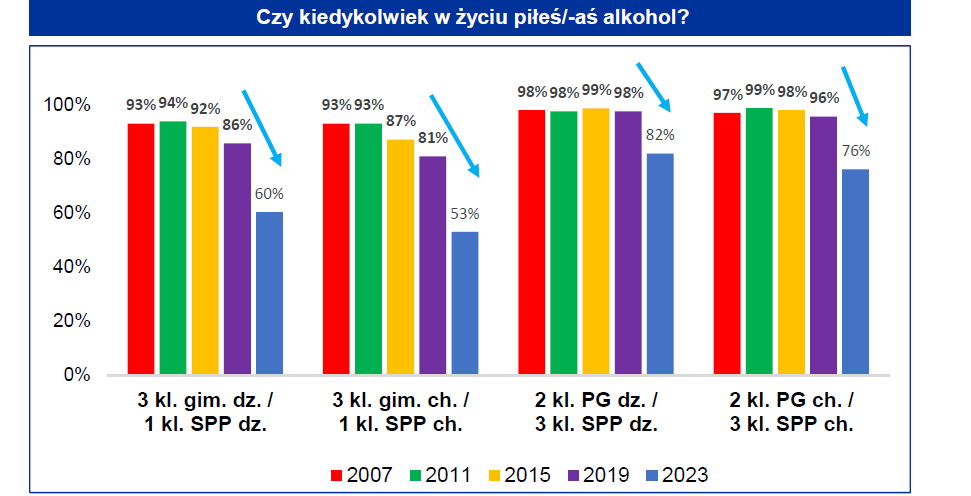 Czy kiedykolwiek w życiu piłeś/-aś alkohol?
100%
80%
60%
40%
20%
0%
93% 94% 92% 86% 60%
93% 93% 87% 81% 53%
98% 98% 99% 98% 82%
97% 99% 98% 96% 76%
3 kl. gim. dz. /
1 kl. SPP dz.
3 kl. gim. ch. /
1 kl. SPP ch.
2 kl. PG dz. /
3 kl. SPP dz.
2 kl. PG ch. /
3 kl. SPP ch.
2007 2011 2015 2019 2023